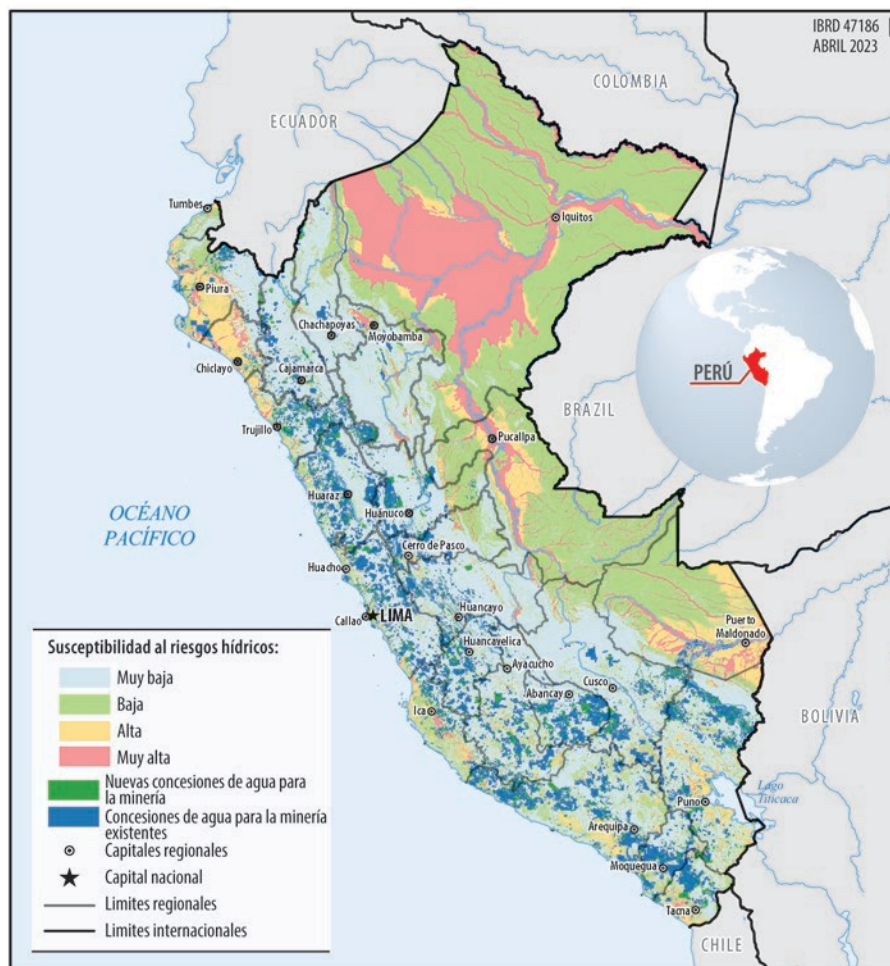 IBRD 47186
ABRIL 2023
COLOMBIA
ECUADOR
Tumbes
Iquitos
Piura
Chachapoyas
Moyobamba
Chiclayo
Cajamarca
PERÚ
BRAZIL
Trujillo
Pucallpa
Huaraz
Huánuco
OCÉANO
PACÍFICO
Cerro de Pasco
Huacho
Callao
LIMA
Huancayo
Puerto
Maldonado
Huancavelica
Ayacucho
Cusco
Abancay
Ica
BOLIVIA
Lago
Titicaca
Puno
Arequipa
Moquegua
Tacna
CHILE
Susceptibilidad al riesgos hídricos:
Muy baja
Baja
Alta
Muy alta
Nuevas concesiones de agua para
la minería
Concesiones de agua para la minería
existentes
Capitales regionales
Capital nacional
Limites regionales
Limites internacionales